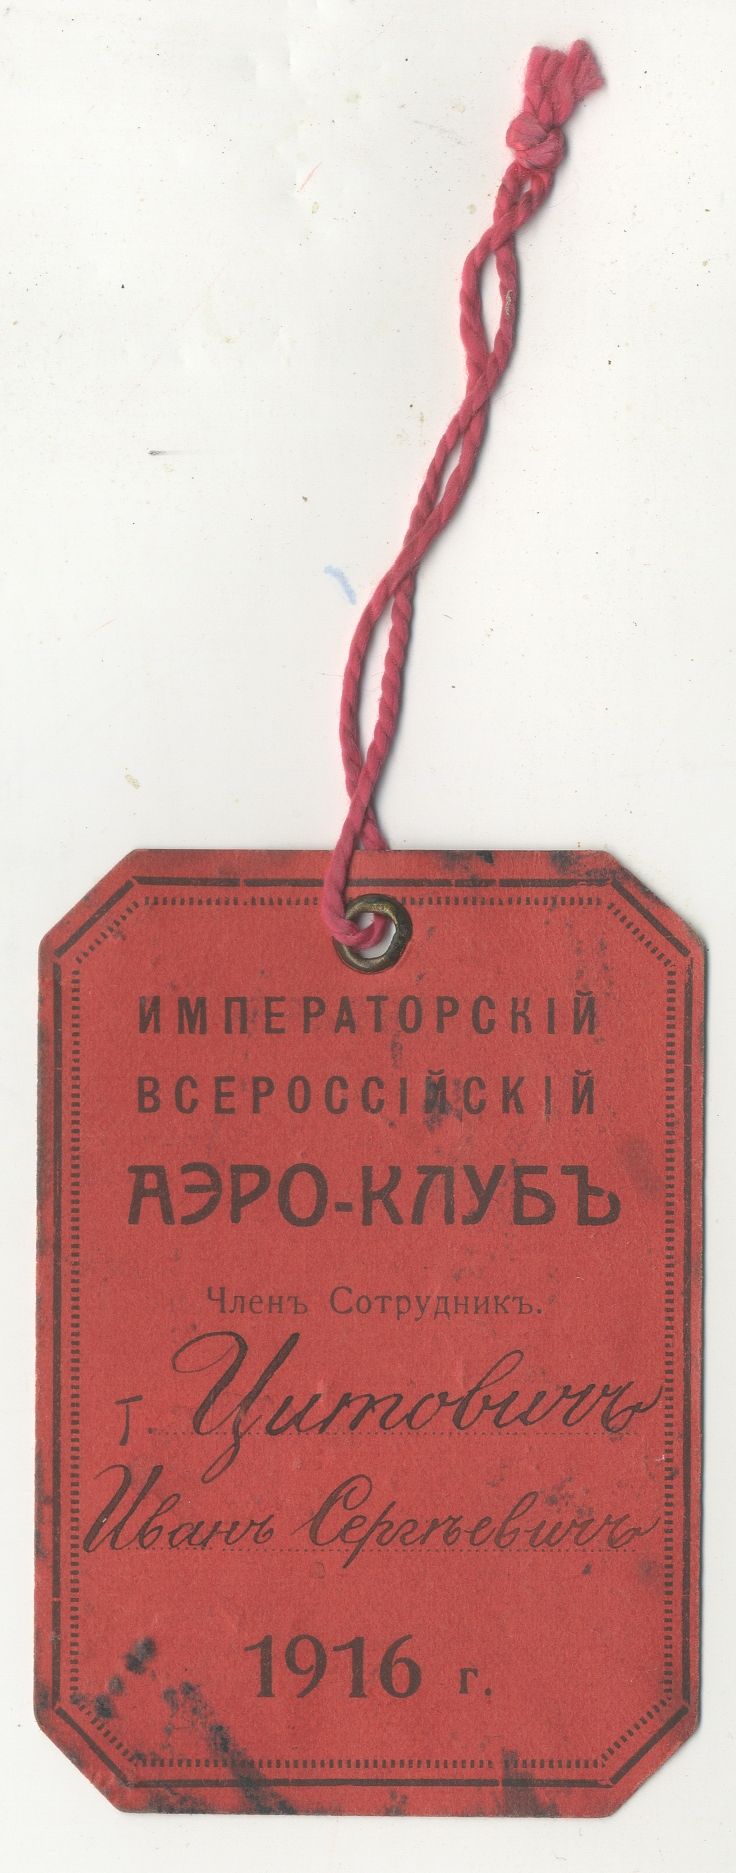 ИМПЕРАТОРСКІЙ
ВСЕРОССІЙСКІЙ
АЭРО-КЛУБЪ
Членъ Сотрудникъ.
Г. Цитовичъ
Иванъ Сергѣевичъ
1916 г.